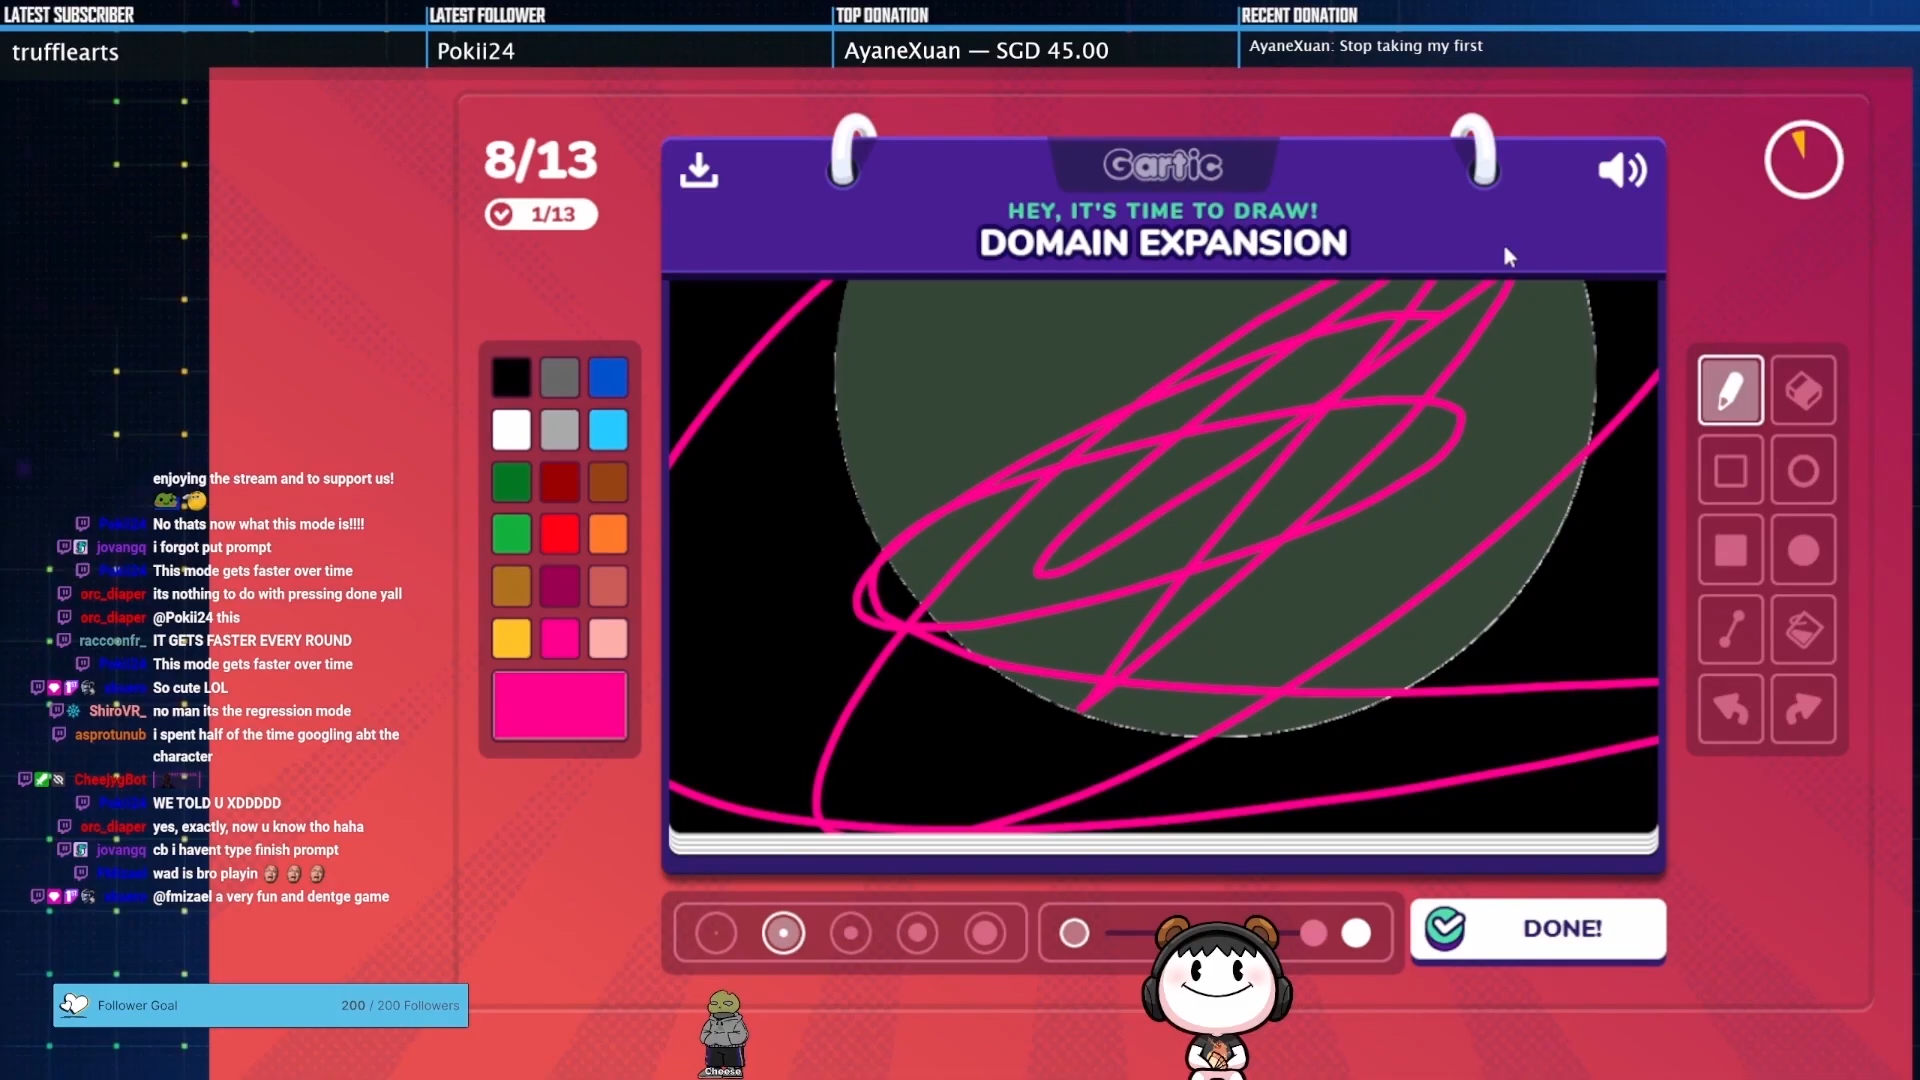 LATEST SUBSCRIBER
trufflearts
LATEST FOLLOWER
Pokii24
TOP DONATION
AyaneXuan — SGD 45.00
RECENT DONATION
AyaneXuan: Stop taking my first
8/13
1/13
Gartic
HEY, IT'S TIME TO DRAW!
DOMAIN EXPANSION
enjoying the stream and to support us!
Pokii24 No thats now what this mode is!!!!
jovangq i forgot put prompt
Pokii24 This mode gets faster over time
orc_diaper its nothing to do with pressing done yall
orc_diaper @Pokii24 this
raccoonfr_ IT GETS FASTER EVERY ROUND
Pokii24 This mode gets faster over time
So cute LOL
ShiroVR_ no man its the regression mode
asprotunub i spent half of the time googling abt the
character
CheejygBot
Pokii24 WE TOLD U XDDDDD
orc_diaper yes, exactly, now u know tho haha
jovangq cb i havent type finish prompt
wad is bro playin
@fmizael a very fun and dentge game
DONE!
Follower Goal
200 / 200 Followers
Cheese